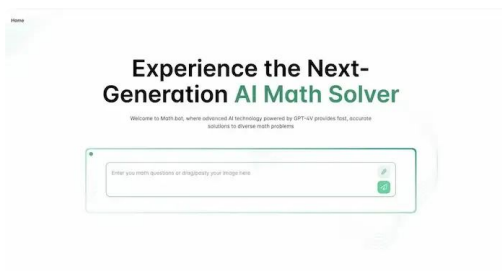 Home
Experience the Next-
Generation AI Math Solver
Welcome to Math.bot, where advanced AI technology powered by GPT-4V provides fast, accurate
solutions to diverse math problems
Enter you math questions or drag/paste your image here